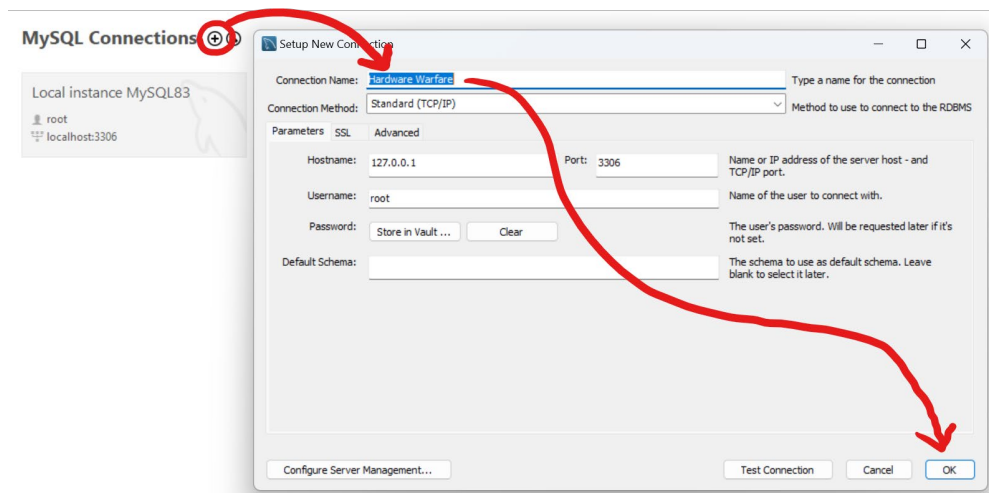 MySQL Connections
Setup New Connection
Local instance MySQL83
root
localhost:3306
Connection Name: Hardware Warfare Type a name for the connection
Connection Method: Standard (TCP/IP) Method to use to connect to the RDBMS
Parameters SSL Advanced
Hostname: 127.0.0.1 Port: 3306 Name or IP address of the server host - and
TCP/IP port.
Username: root Name of the user to connect with.
Password: Store in Vault ... Clear The user's password. Will be requested later if it's
not set.
Default Schema: The schema to use as default schema. Leave
blank to select it later.
Configure Server Management... Test Connection Cancel OK